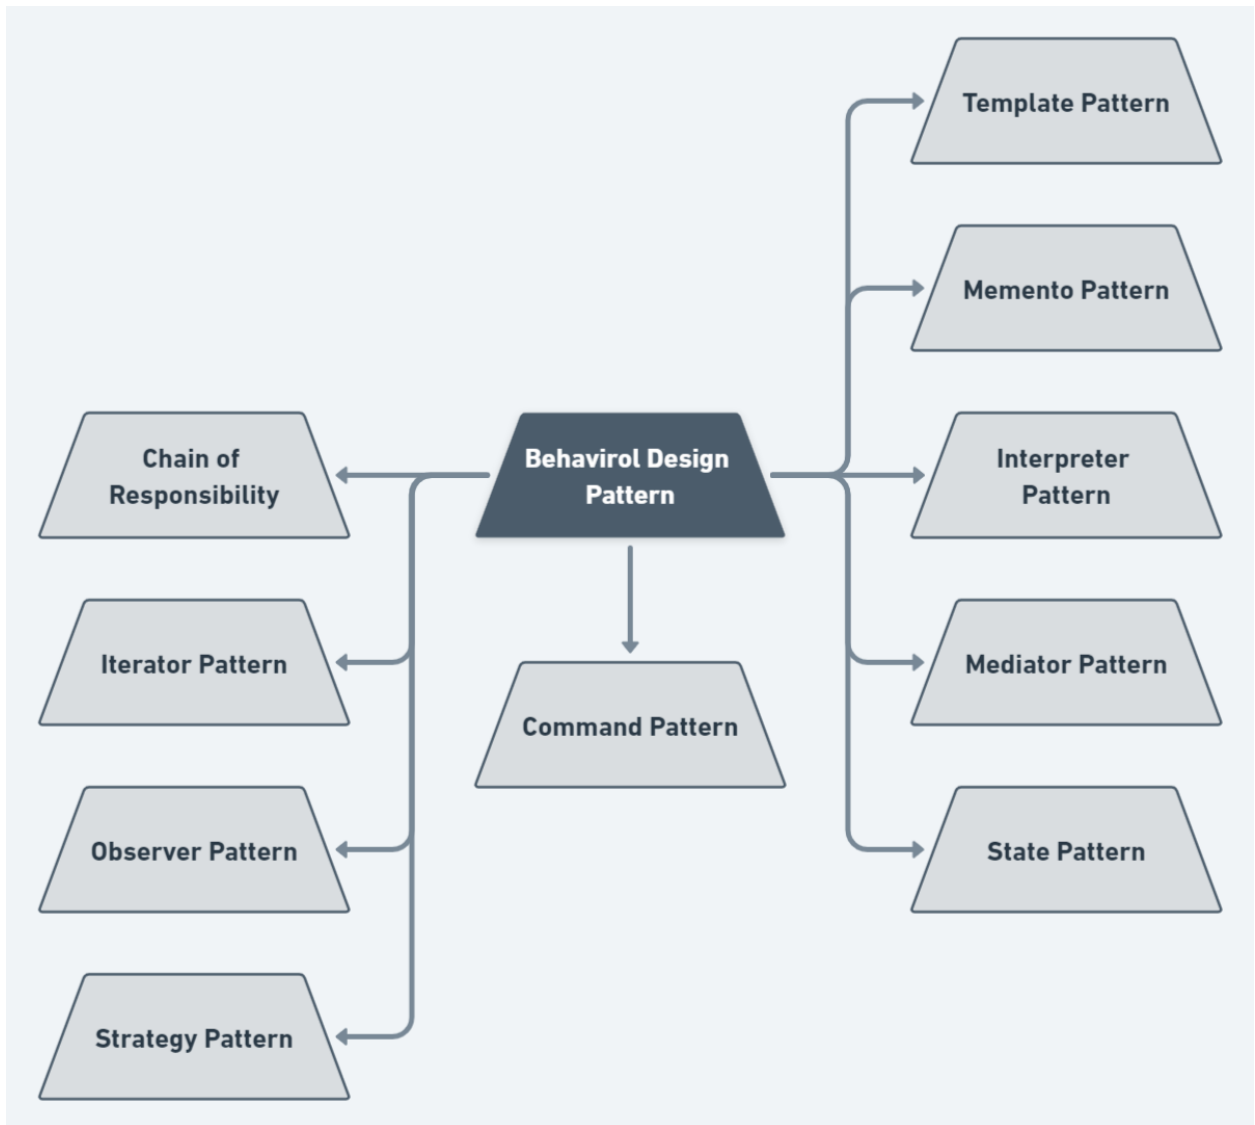 Template Pattern
Memento Pattern
Chain of
Responsibility
Behavirol Design
Pattern
Interpreter
Pattern
Iterator Pattern
Mediator Pattern
Command Pattern
Observer Pattern
State Pattern
Strategy Pattern